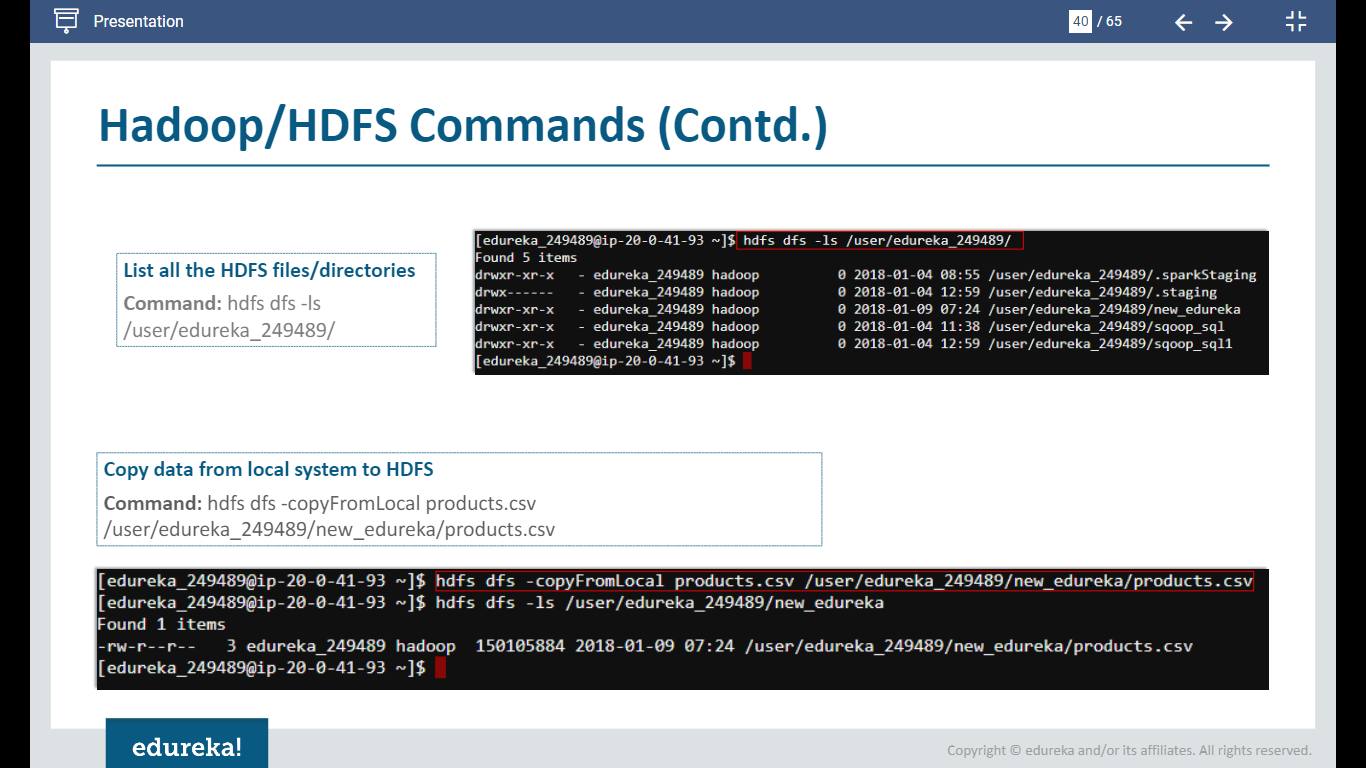 Presentation
40 / 65
Hadoop/HDFS Commands (Contd.)
List all the HDFS files/directories
Command: hdfs dfs -ls
/user/edureka_249489/
[edureka_249489@ip-20-0-41-93 ~]$ hdfs dfs -ls /user/edureka_249489/
Found 5 items
drwxr-xr-x   - edureka_249489 hadoop          0 2018-01-04 08:55 /user/edureka_249489/.sparkStaging
drwx------   - edureka_249489 hadoop          0 2018-01-04 12:59 /user/edureka_249489/.staging
drwxr-xr-x   - edureka_249489 hadoop          0 2018-01-09 07:24 /user/edureka_249489/new_edureka
drwxr-xr-x   - edureka_249489 hadoop          0 2018-01-04 11:38 /user/edureka_249489/sqoop_sql
drwxr-xr-x   - edureka_249489 hadoop          0 2018-01-04 12:59 /user/edureka_249489/sqoop_sql1
[edureka_249489@ip-20-0-41-93 ~]$
Copy data from local system to HDFS
Command: hdfs dfs -copyFromLocal products.csv
/user/edureka_249489/new_edureka/products.csv
[edureka_249489@ip-20-0-41-93 ~]$ hdfs dfs -copyFromLocal products.csv /user/edureka_249489/new_edureka/products.csv
[edureka_249489@ip-20-0-41-93 ~]$ hdfs dfs -ls /user/edureka_249489/new_edureka
Found 1 items
-rw-r--r--   3 edureka_249489 hadoop  150105884 2018-01-09 07:24 /user/edureka_249489/new_edureka/products.csv
[edureka_249489@ip-20-0-41-93 ~]$
edureka!
Copyright © edureka and/or its affiliates. All rights reserved.